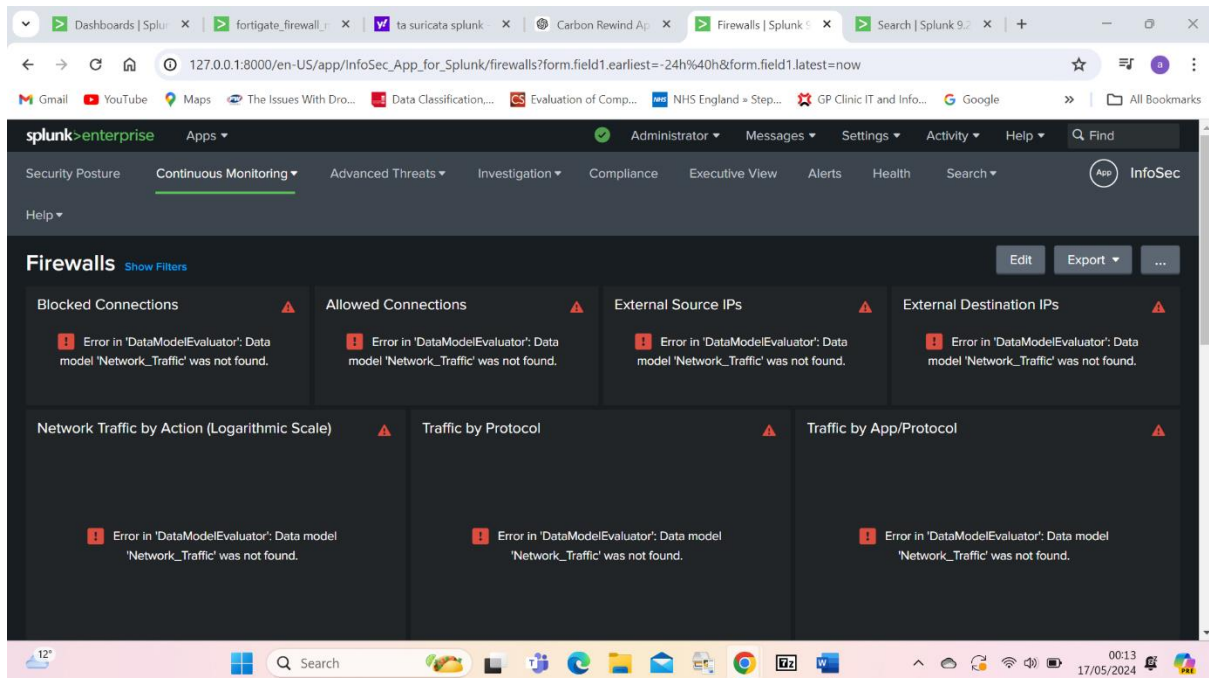 Dashboards | Splun
fortigate_firewall_r
ta suricata splunk -
Carbon Rewind Ap
Firewalls | Splunk 9
Search | Splunk 9.2
127.0.0.1:8000/en-US/app/InfoSec_App_for_Splunk/firewalls?form.field1.earliest=-24h%40h&form.field1.latest=now
a
Gmail
YouTube
Maps
The Issues With Dro...
Data Classification,...
CS Evaluation of Comp...
NHS NHS England » Step...
GP Clinic IT and Info...
Google
»
All Bookmarks
splunk>enterprise
Apps
Administrator
Messages
Settings
Activity
Help
Find
Security Posture
Continuous Monitoring
Advanced Threats
Investigation
Compliance
Executive View
Alerts
Health
Search
App
InfoSec
Help
Firewalls
Show Filters
Edit
Export
...
Blocked Connections
Error in 'DataModelEvaluator': Data
model 'Network_Traffic' was not found.
Allowed Connections
Error in 'DataModelEvaluator': Data
model 'Network_Traffic' was not found.
External Source IPs
Error in 'DataModelEvaluator': Data
model 'Network_Traffic' was not found.
External Destination IPs
Error in 'DataModelEvaluator': Data
model 'Network_Traffic' was not found.
Network Traffic by Action (Logarithmic Scale)
Error in 'DataModelEvaluator': Data model
'Network_Traffic' was not found.
Traffic by Protocol
Error in 'DataModelEvaluator': Data model
'Network_Traffic' was not found.
Traffic by App/Protocol
Error in 'DataModelEvaluator': Data model
'Network_Traffic' was not found.
12°
Search
7z
W
00:13
17/05/2024
PRE